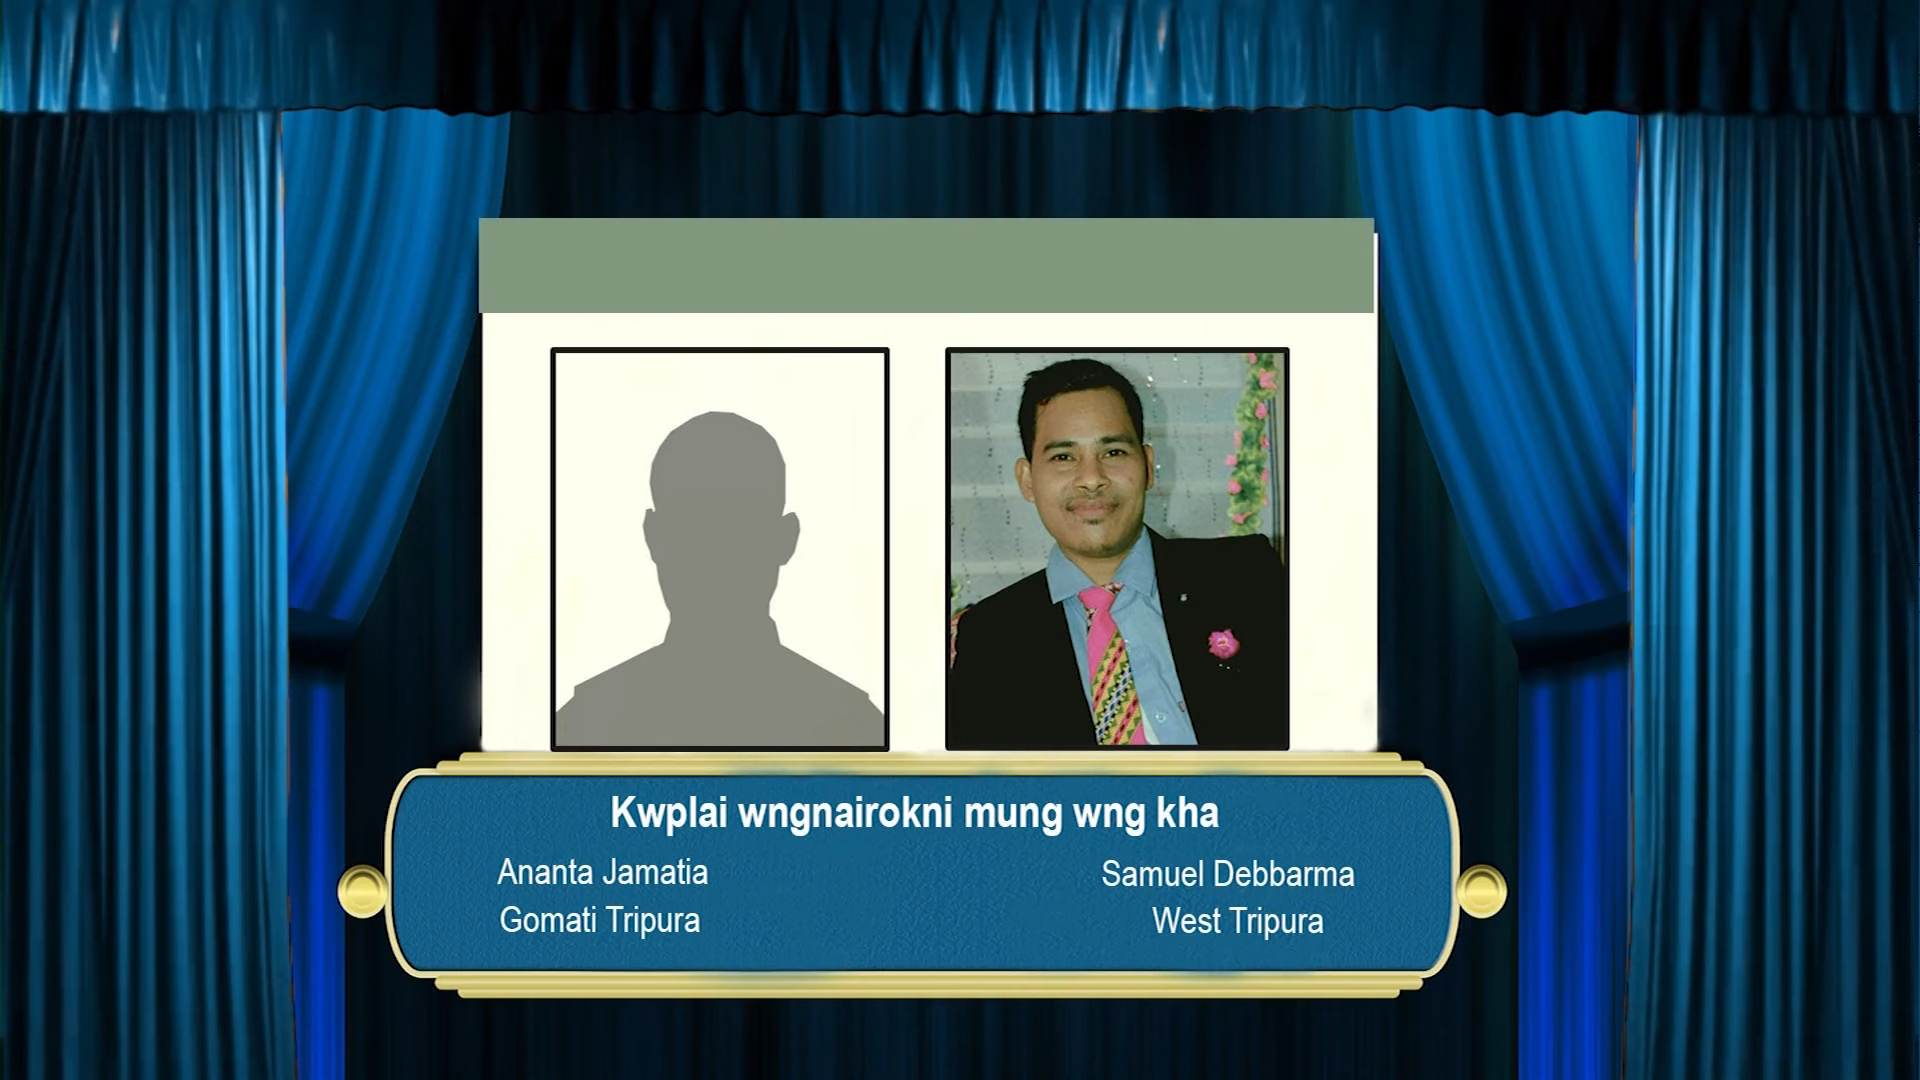 Kwplai wngnairokni mung wng kha
Ananta Jamatia
Gomati Tripura
Samuel Debbarma
West Tripura